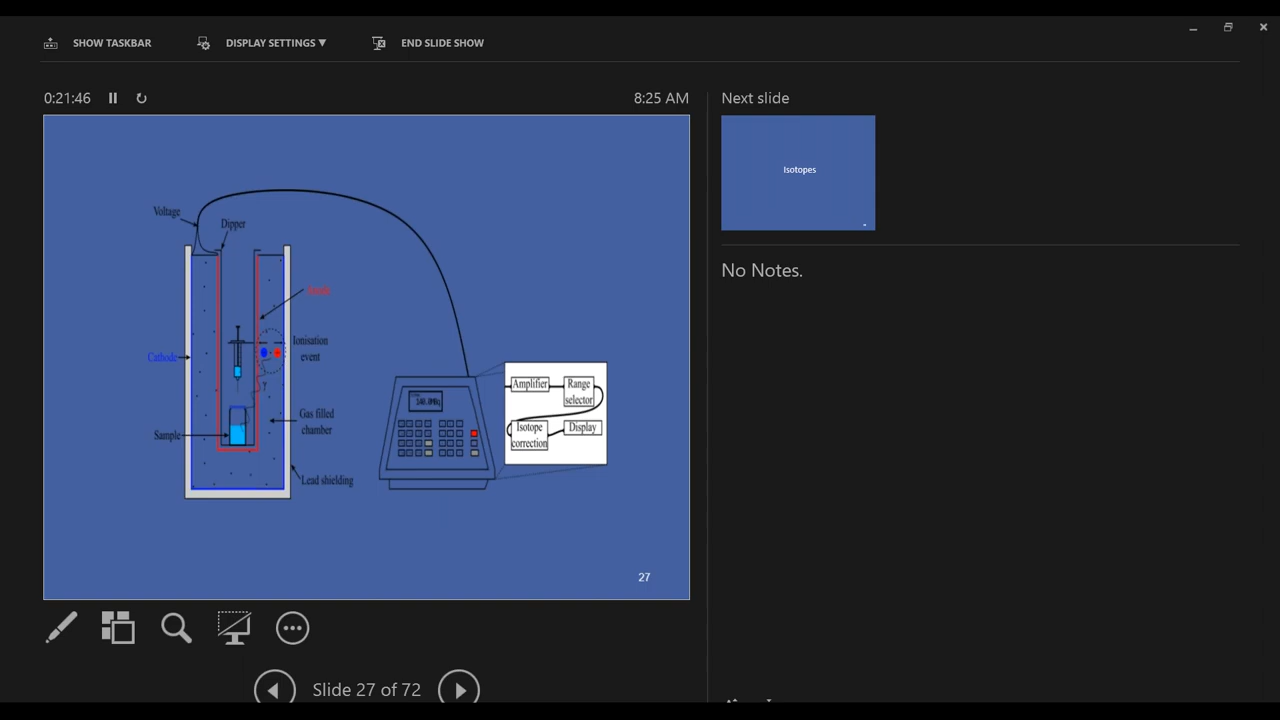 SHOW TASKBAR
DISPLAY SETTINGS ▼
END SLIDE SHOW
0:21:46
8:25 AM
Next slide
Isotopes
No Notes.
Voltage
Dipper
Ionisation
event
Cathode
γ
Gas filled
chamber
Sample
Lead shielding
140.0MBq
Amplifier
Range
selector
Isotope
correction
Display
27
Slide 27 of 72